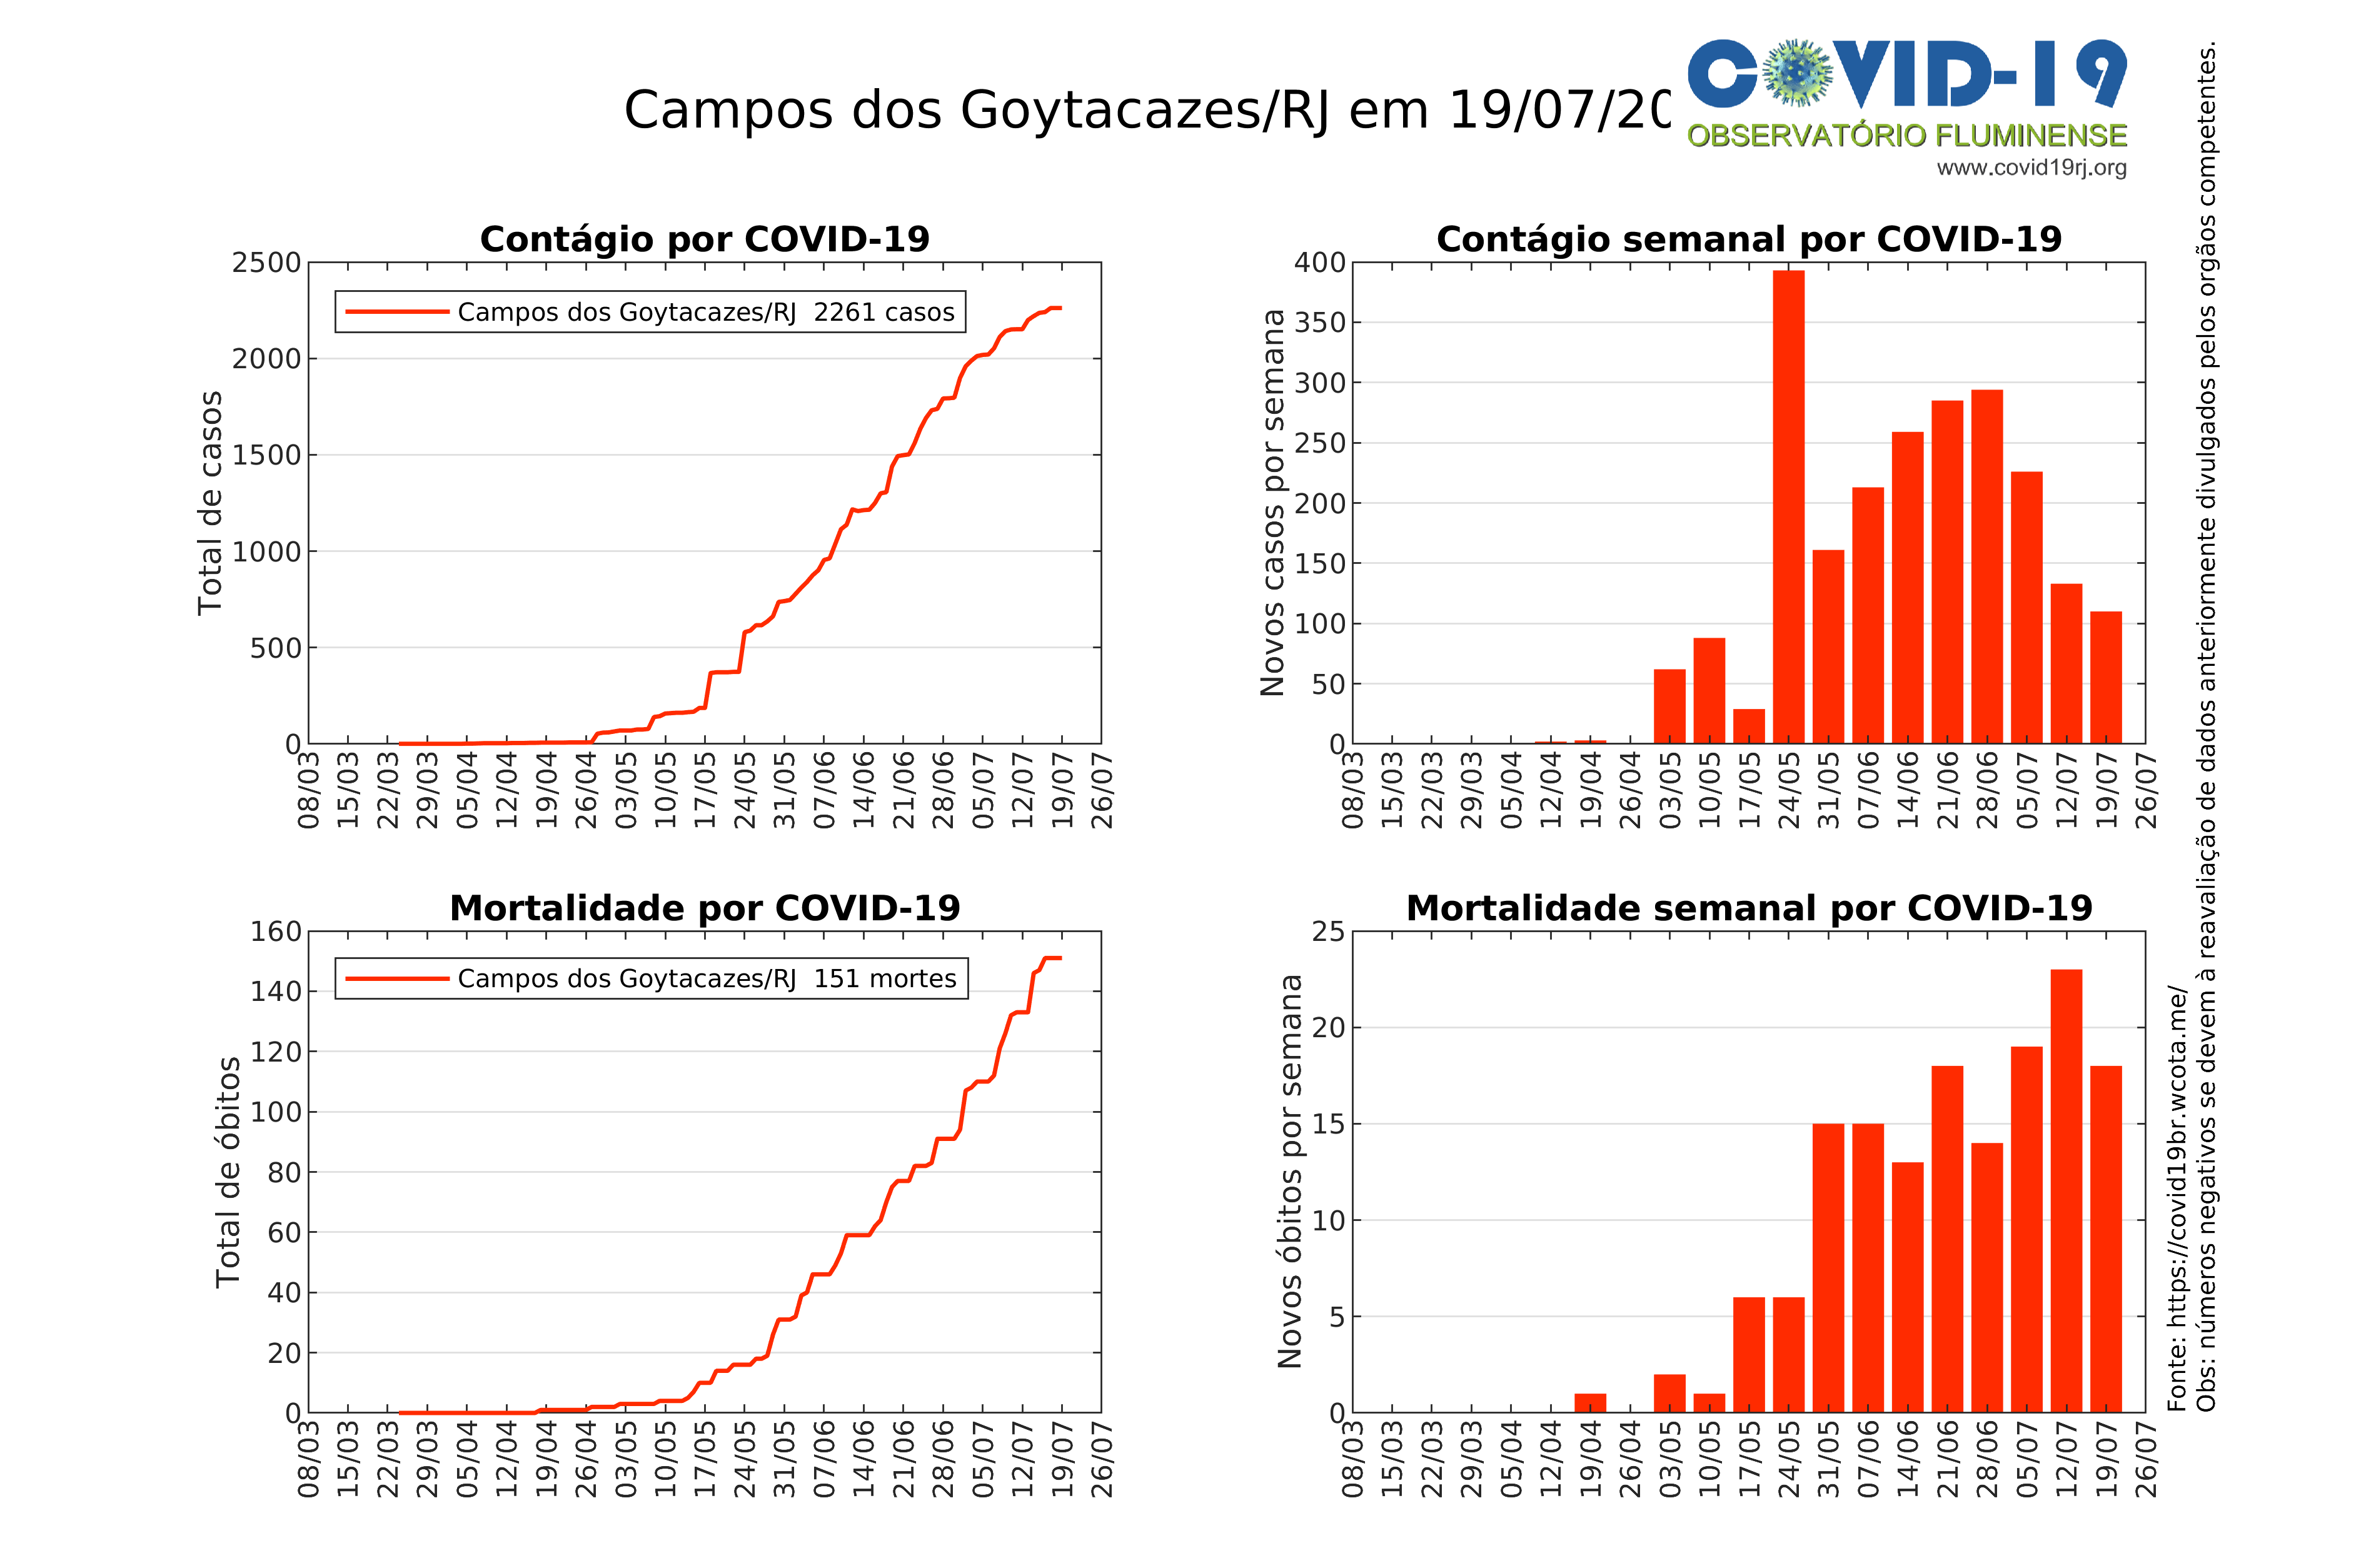 Campos dos Goytacazes/RJ em 19/07/20
COVID-19
OBSERVATÓRIO FLUMINENSE
www.covid19rj.org
Contágio por COVID-19
Total de casos
2500
2000
1500
1000
500
0
Campos dos Goytacazes/RJ 2261 casos
08/03 15/03 22/03 29/03 05/04 12/04 19/04 26/04 03/05 10/05 17/05 24/05 31/05 07/06 14/06 21/06 28/06 05/07 12/07 19/07 26/07
Contágio semanal por COVID-19
Novos casos por semana
400
350
300
250
200
150
100
50
0
08/03 15/03 22/03 29/03 05/04 12/04 19/04 26/04 03/05 10/05 17/05 24/05 31/05 07/06 14/06 21/06 28/06 05/07 12/07 19/07 26/07
Mortalidade por COVID-19
Total de óbitos
160
140
120
100
80
60
40
20
0
Campos dos Goytacazes/RJ 151 mortes
08/03 15/03 22/03 29/03 05/04 12/04 19/04 26/04 03/05 10/05 17/05 24/05 31/05 07/06 14/06 21/06 28/06 05/07 12/07 19/07 26/07
Mortalidade semanal por COVID-19
Novos óbitos por semana
25
20
15
10
5
0
08/03 15/03 22/03 29/03 05/04 12/04 19/04 26/04 03/05 10/05 17/05 24/05 31/05 07/06 14/06 21/06 28/06 05/07 12/07 19/07 26/07
Fonte: https://covid19br.wcota.me/
Obs: números negativos se devem à reavaliação de dados anteriormente divulgados pelos orgãos competentes.